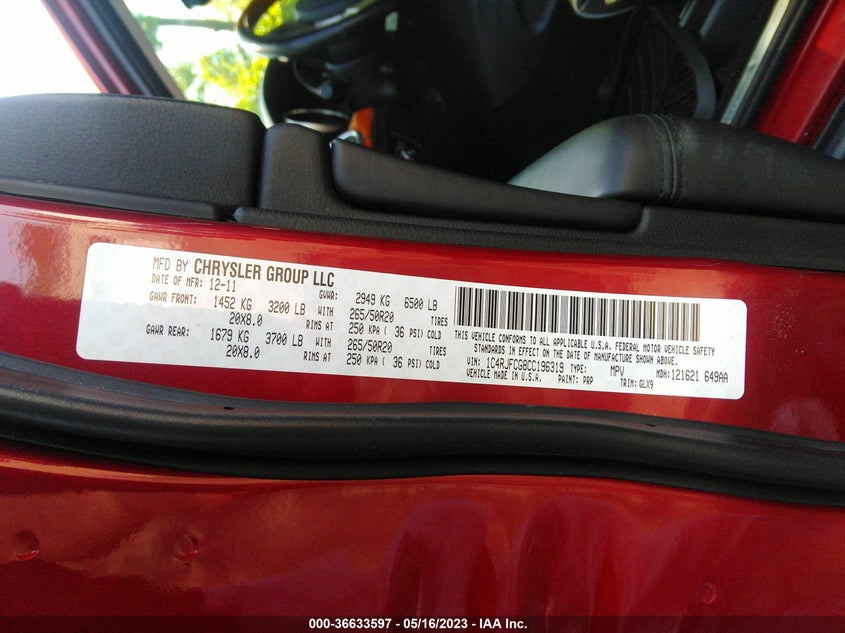 MFD BY CHRYSLER GROUP LLC
DATE OF MFR: 12-11 GVWR: 2949 KG 6500 LB
GAWR FRONT: 1452 KG 3200 LB WITH 265/50R20 TIRES
20X8.0 RIMS AT 250 KPA ( 36 PSI) COLD
GAWR REAR: 1679 KG 3700 LB WITH 265/50R20 TIRES
20X8.0 RIMS AT 250 KPA ( 36 PSI) COLD
THIS VEHICLE CONFORMS TO ALL APPLICABLE U.S.A. FEDERAL MOTOR VEHICLE SAFETY
STANDARDS IN EFFECT ON THE DATE OF MANUFACTURE SHOWN ABOVE.
VIN: 1C4RJFCG8CC196319 TYPE: MPV MDH: 121621 649AA
VEHICLE MADE IN U.S.A. PAINT: PRP TRIM: GLX9
000-36633597 - 05/16/2023 - IAA Inc.